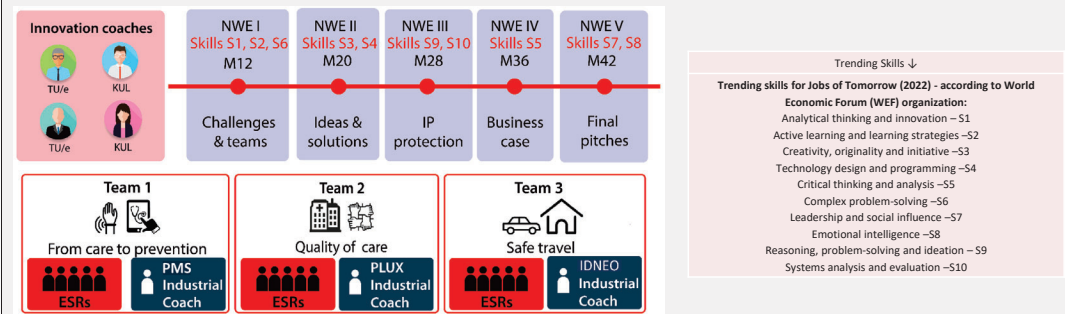 Innovation coaches
TU/e
KUL
TU/e
KUL
NWE I
Skills S1, S2, S6
M12
Challenges
& teams
NWE II
Skills S3, S4
M20
Ideas &
solutions
NWE III
Skills S9, S10
M28
IP
protection
NWE IV
Skills S5
M36
Business
case
NWE V
Skills S7, S8
M42
Final
pitches
Team 1
From care to prevention
ESRs
PMS
Industrial
Coach
Team 2
Quality of care
ESRs
PLUX
Industrial
Coach
Team 3
Safe travel
ESRs
IDNEO
Industrial
Coach
Trending Skills ↓
Trending skills for Jobs of Tomorrow (2022) - according to World
Economic Forum (WEF) organization:
Analytical thinking and innovation – S1
Active learning and learning strategies –S2
Creativity, originality and initiative –S3
Technology design and programming –S4
Critical thinking and analysis –S5
Complex problem-solving –S6
Leadership and social influence –S7
Emotional intelligence –S8
Reasoning, problem-solving and ideation – S9
Systems analysis and evaluation –S10